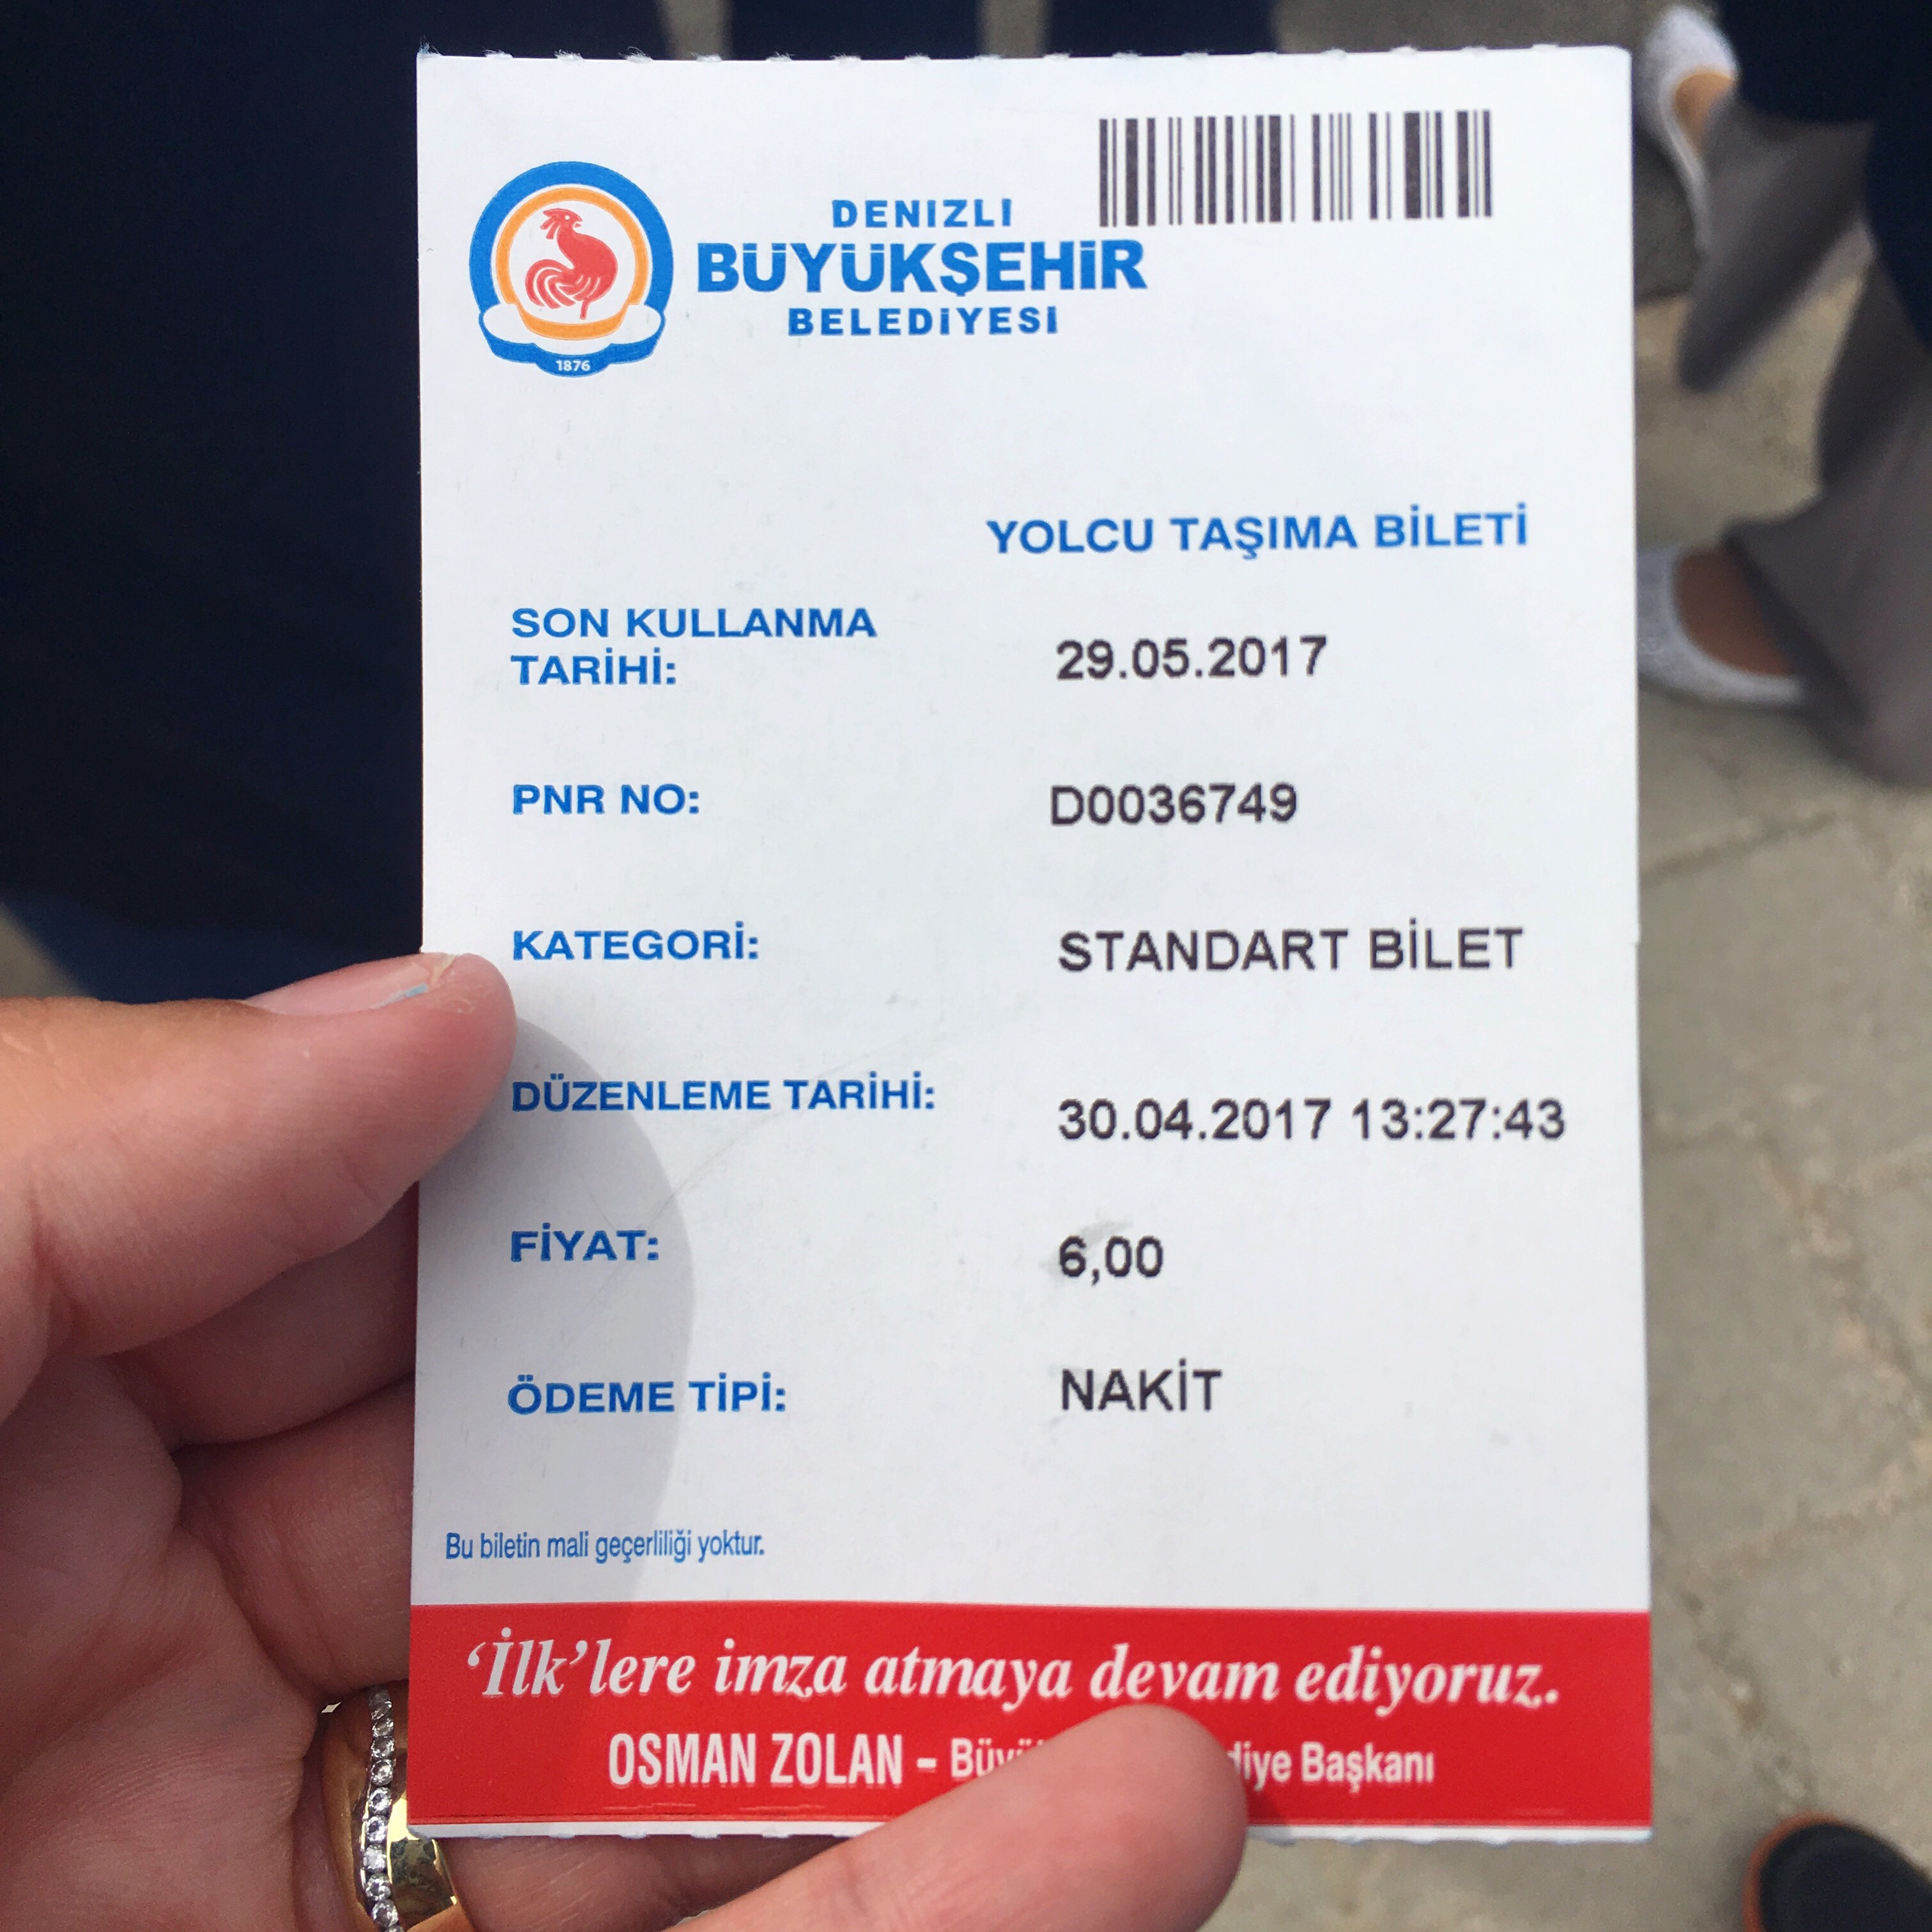 DENIZLI
BÜYÜKŞEHİR
BELEDİYESİ
1876
YOLCU TAŞIMA BİLETİ
SON KULLANMA
TARİHİ: 29.05.2017
PNR NO: D0036749
KATEGORİ: STANDART BİLET
DÜZENLEME TARİHİ: 30.04.2017 13:27:43
FİYAT: 6,00
ÖDEME TİPİ: NAKİT
Bu biletin mali geçerliliği yoktur.
‘İlk’lere imza atmaya devam ediyoruz.
OSMAN ZOLAN – Başkanı